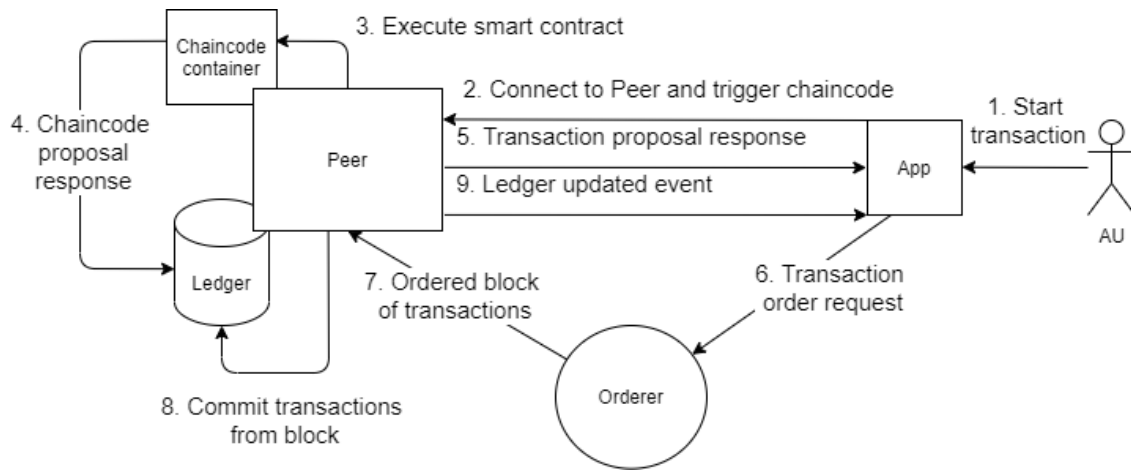 3. Execute smart contract
Chaincode
container
2. Connect to Peer and trigger chaincode
1. Start
transaction
4. Chaincode
proposal
response
5. Transaction proposal response
Peer
App
9. Ledger updated event
AU
Ledger
7. Ordered block
of transactions
6. Transaction
order request
Orderer
8. Commit transactions
from block